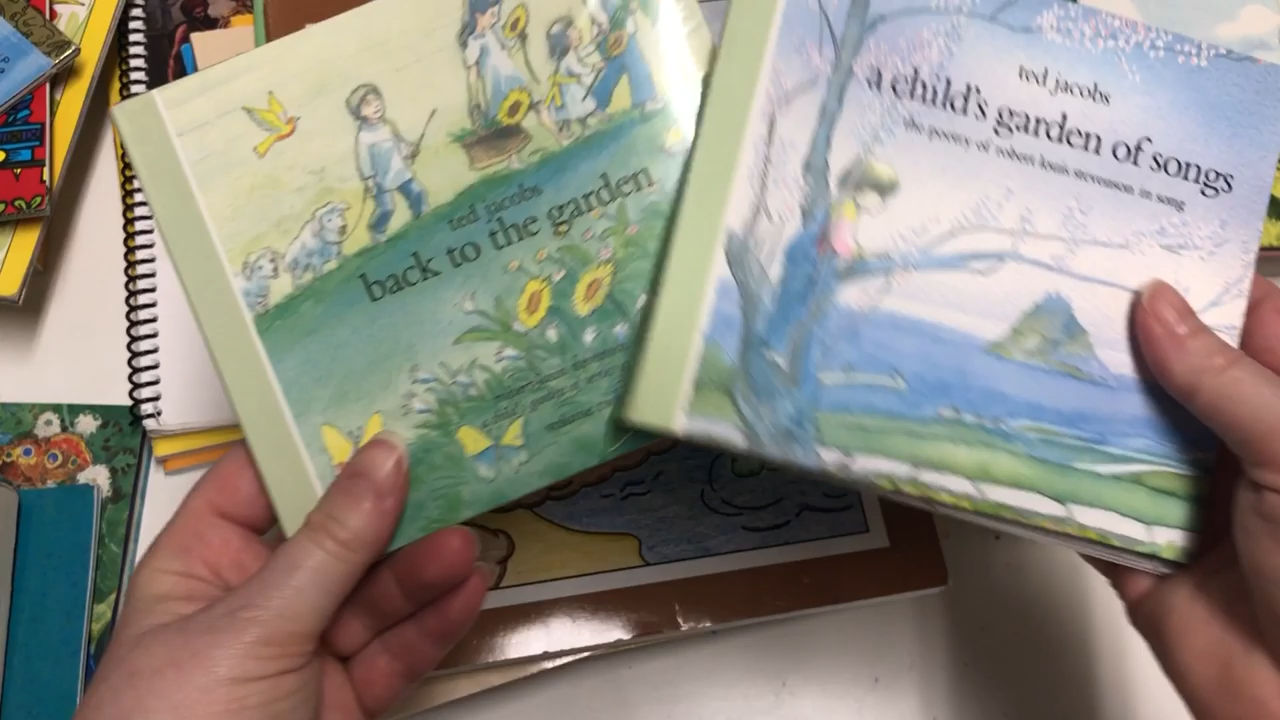 ted jacobs
back to the garden
ted jacobs
a child's garden of songs
the poetry of robert louis stevenson in song